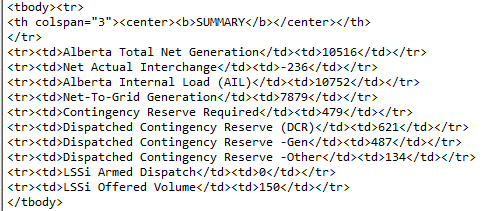 <tbody><tr>
<th colspan="3"><center><b>SUMMARY</b></center></th>
</tr>
<tr><td>Alberta Total Net Generation</td><td>10516</td></tr>
<tr><td>Net Actual Interchange</td><td>-236</td></tr>
<tr><td>Alberta Internal Load (AIL)</td><td>10752</td></tr>
<tr><td>Net-To-Grid Generation</td><td>7879</td></tr>
<tr><td>Contingency Reserve Required</td><td>479</td></tr>
<tr><td>Dispatched Contingency Reserve (DCR)</td><td>621</td></tr>
<tr><td>Dispatched Contingency Reserve -Gen</td><td>487</td></tr>
<tr><td>Dispatched Contingency Reserve -Other</td><td>134</td></tr>
<tr><td>LSSi Armed Dispatch</td><td>0</td></tr>
<tr><td>LSSi Offered Volume</td><td>150</td></tr>
</tbody>